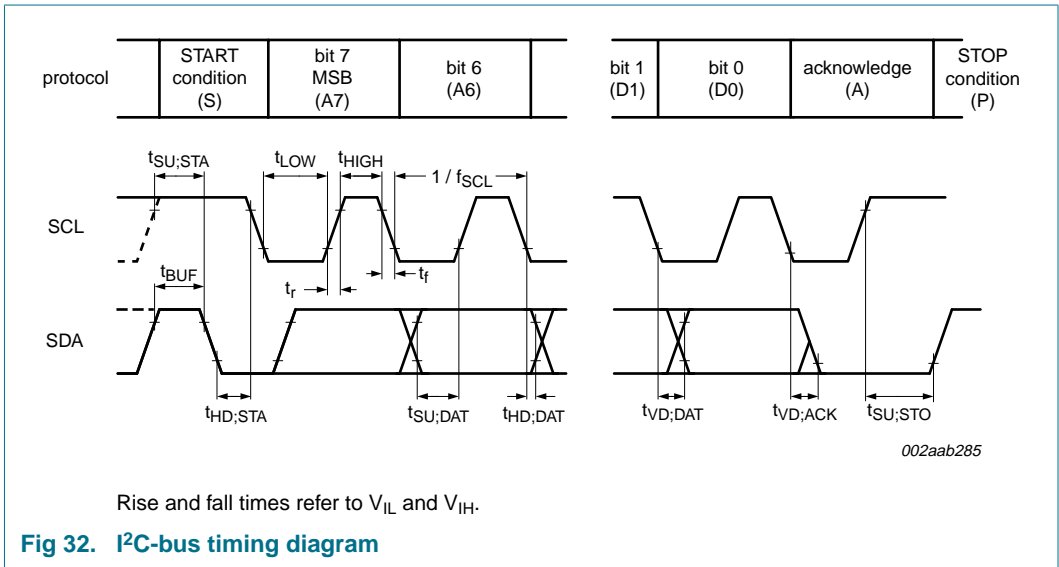 protocol
START
condition
(S)
bit 7
MSB
(A7)
bit 6
(A6)
bit 1
(D1)
bit 0
(D0)
acknowledge
(A)
STOP
condition
(P)
tSU;STA
tLOW
tHIGH
1 / fSCL
SCL
tBUF
tr
tf
SDA
tHD;STA
tSU;DAT
tHD;DAT
tVD;DAT
tVD;ACK
tSU;STO
002aab285
Rise and fall times refer to VIL and VIH.
Fig 32. I²C-bus timing diagram